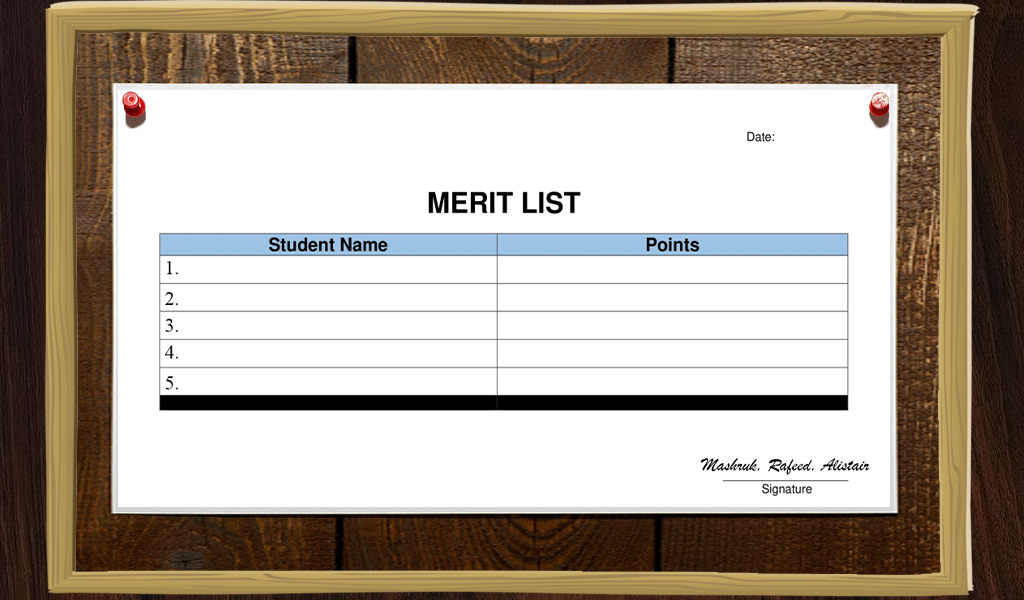 Date:
MERIT LIST
Student Name Points
1.
2.
3.
4.
5.
Mashruk, Rafeed, Alistair
Signature